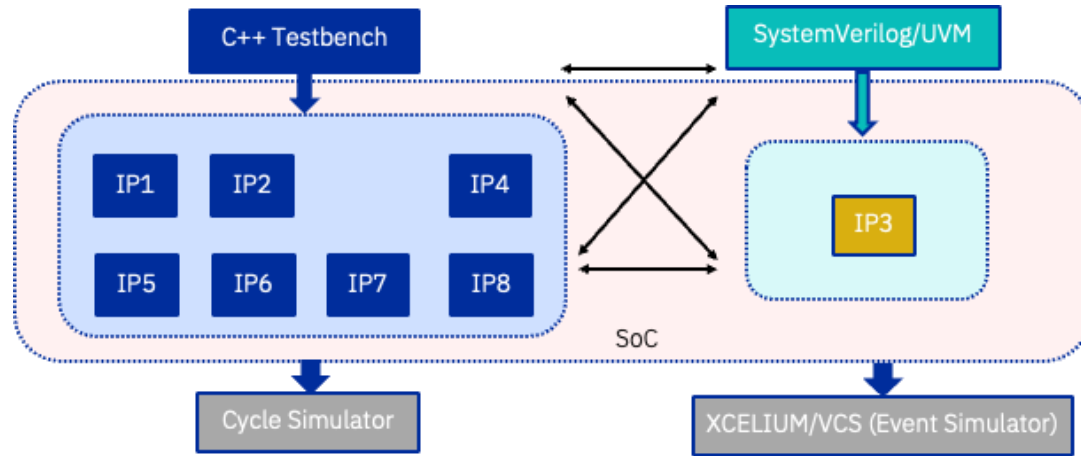 C++ Testbench
SystemVerilog/UVM
IP1
IP2
IP4
IP3
IP5
IP6
IP7
IP8
SoC
Cycle Simulator
XCELIUM/VCS (Event Simulator)